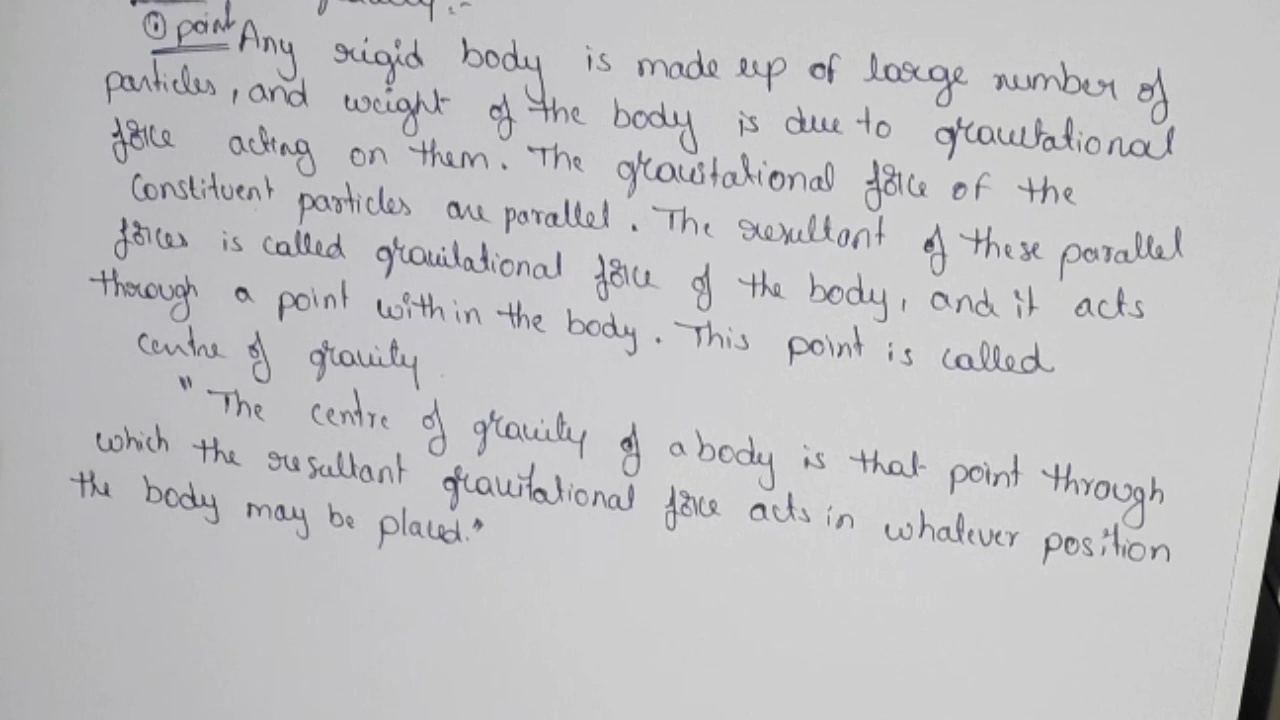 ① point Any rigid body is made up of large number of
particles, and weight of the body is due to gravitational
force acting on them. The gravitational force of the
constituent particles are parallel. The resultant of these parallel
forces is called gravitational force of the body, and it acts
thorough a point within the body. This point is called
centre of gravity
"The centre of gravity of a body is that point through
which the resultant gravitational force acts in whatever position
the body may be placed."